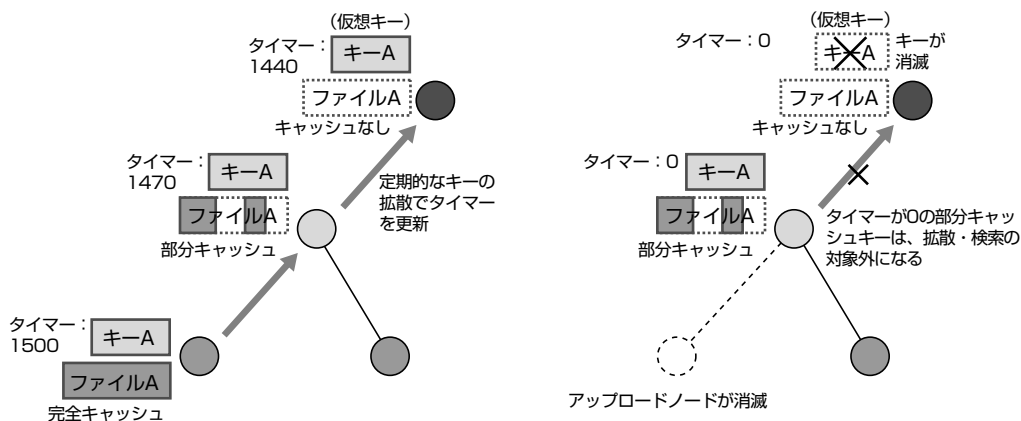 （仮想キー）
タイマー：
1440
キーA
ファイルA
キャッシュなし
タイマー：
1470
キーA
ファイルA
部分キャッシュ
定期的なキーの
拡散でタイマー
を更新
タイマー：
1500
キーA
ファイルA
完全キャッシュ
（仮想キー）
タイマー：0
キーA
キーが
消滅
ファイルA
キャッシュなし
タイマー：0
キーA
ファイルA
部分キャッシュ
タイマーが0の部分キャッ
シュキーは、拡散・検索の
対象外になる
アップロードノードが消滅